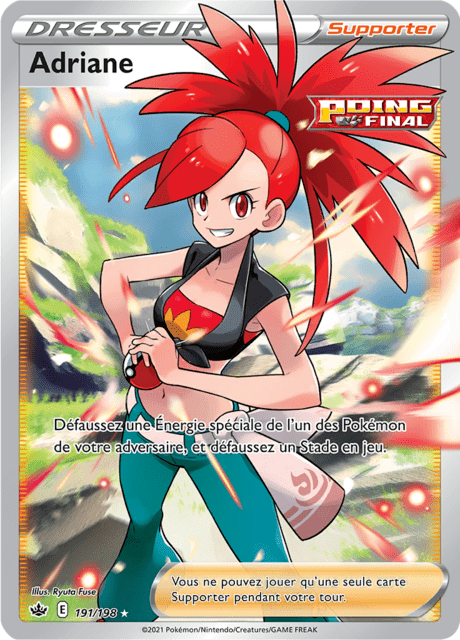 DRESSEUR Supporter
Adriane
POING
FINAL
Défaussez une Énergie spéciale de l'un des Pokémon
de votre adversaire, et défaussez un Stade en jeu.
Illus. Ryuta Fuse
Vous ne pouvez jouer qu'une seule carte
Supporter pendant votre tour.
E 191/198 ★
©2021 Pokémon/Nintendo/Creatures/GAME FREAK